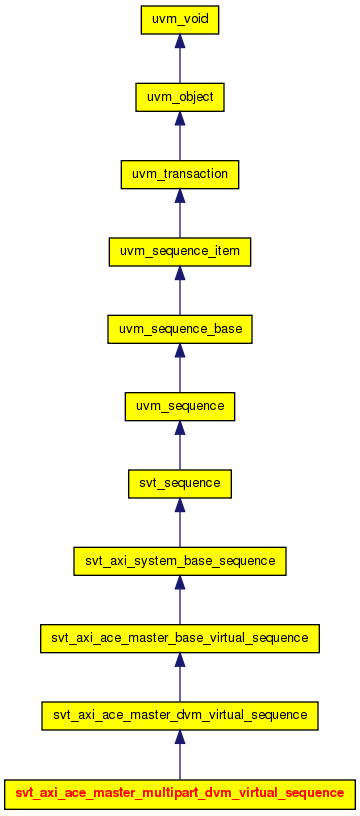 uvm_void
uvm_object
uvm_transaction
uvm_sequence_item
uvm_sequence_base
uvm_sequence
svt_sequence
svt_axi_system_base_sequence
svt_axi_ace_master_base_virtual_sequence
svt_axi_ace_master_dvm_virtual_sequence
svt_axi_ace_master_multipart_dvm_virtual_sequence